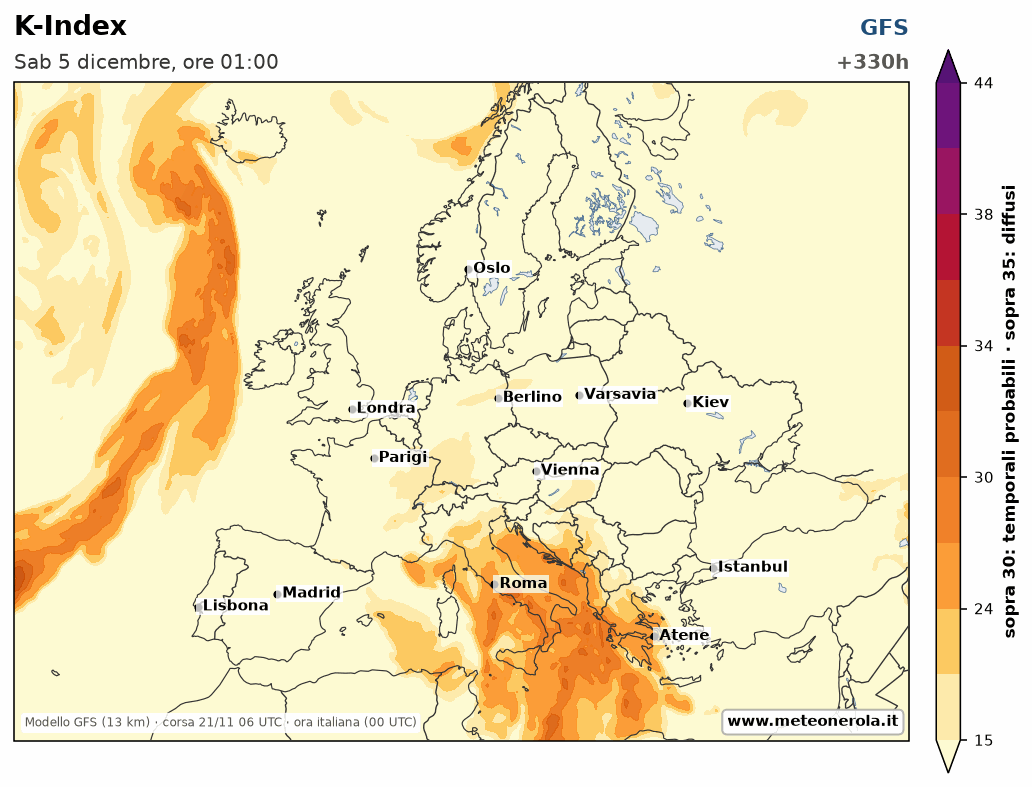 K-Index
GFS
Sab 5 dicembre, ore 01:00
+330h
44
38
34
30
24
15
sopra 30: temporali probabili · sopra 35: diffusi
Oslo
Berlino
Varsavia
Kiev
Londra
Parigi
Vienna
Istanbul
Roma
Madrid
Lisbona
Atene
Modello GFS (13 km) · corsa 21/11 06 UTC · ora italiana (00 UTC)
www.meteonerola.it